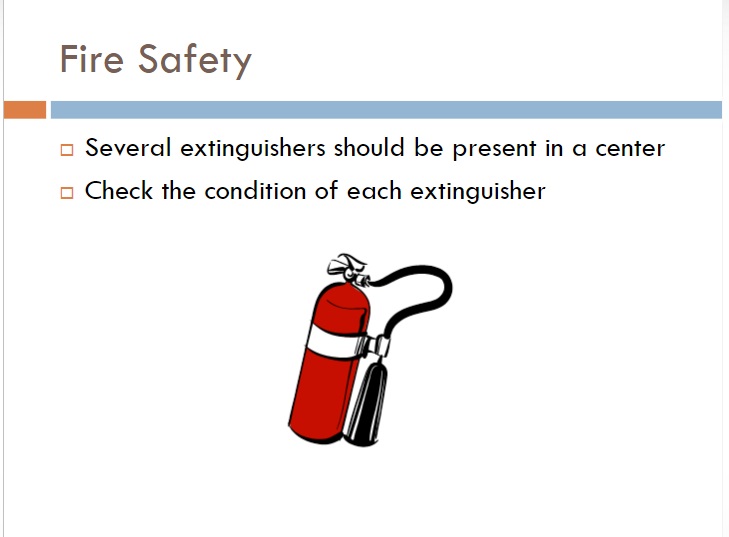 Fire Safety
Several extinguishers should be present in a center
Check the condition of each extinguisher